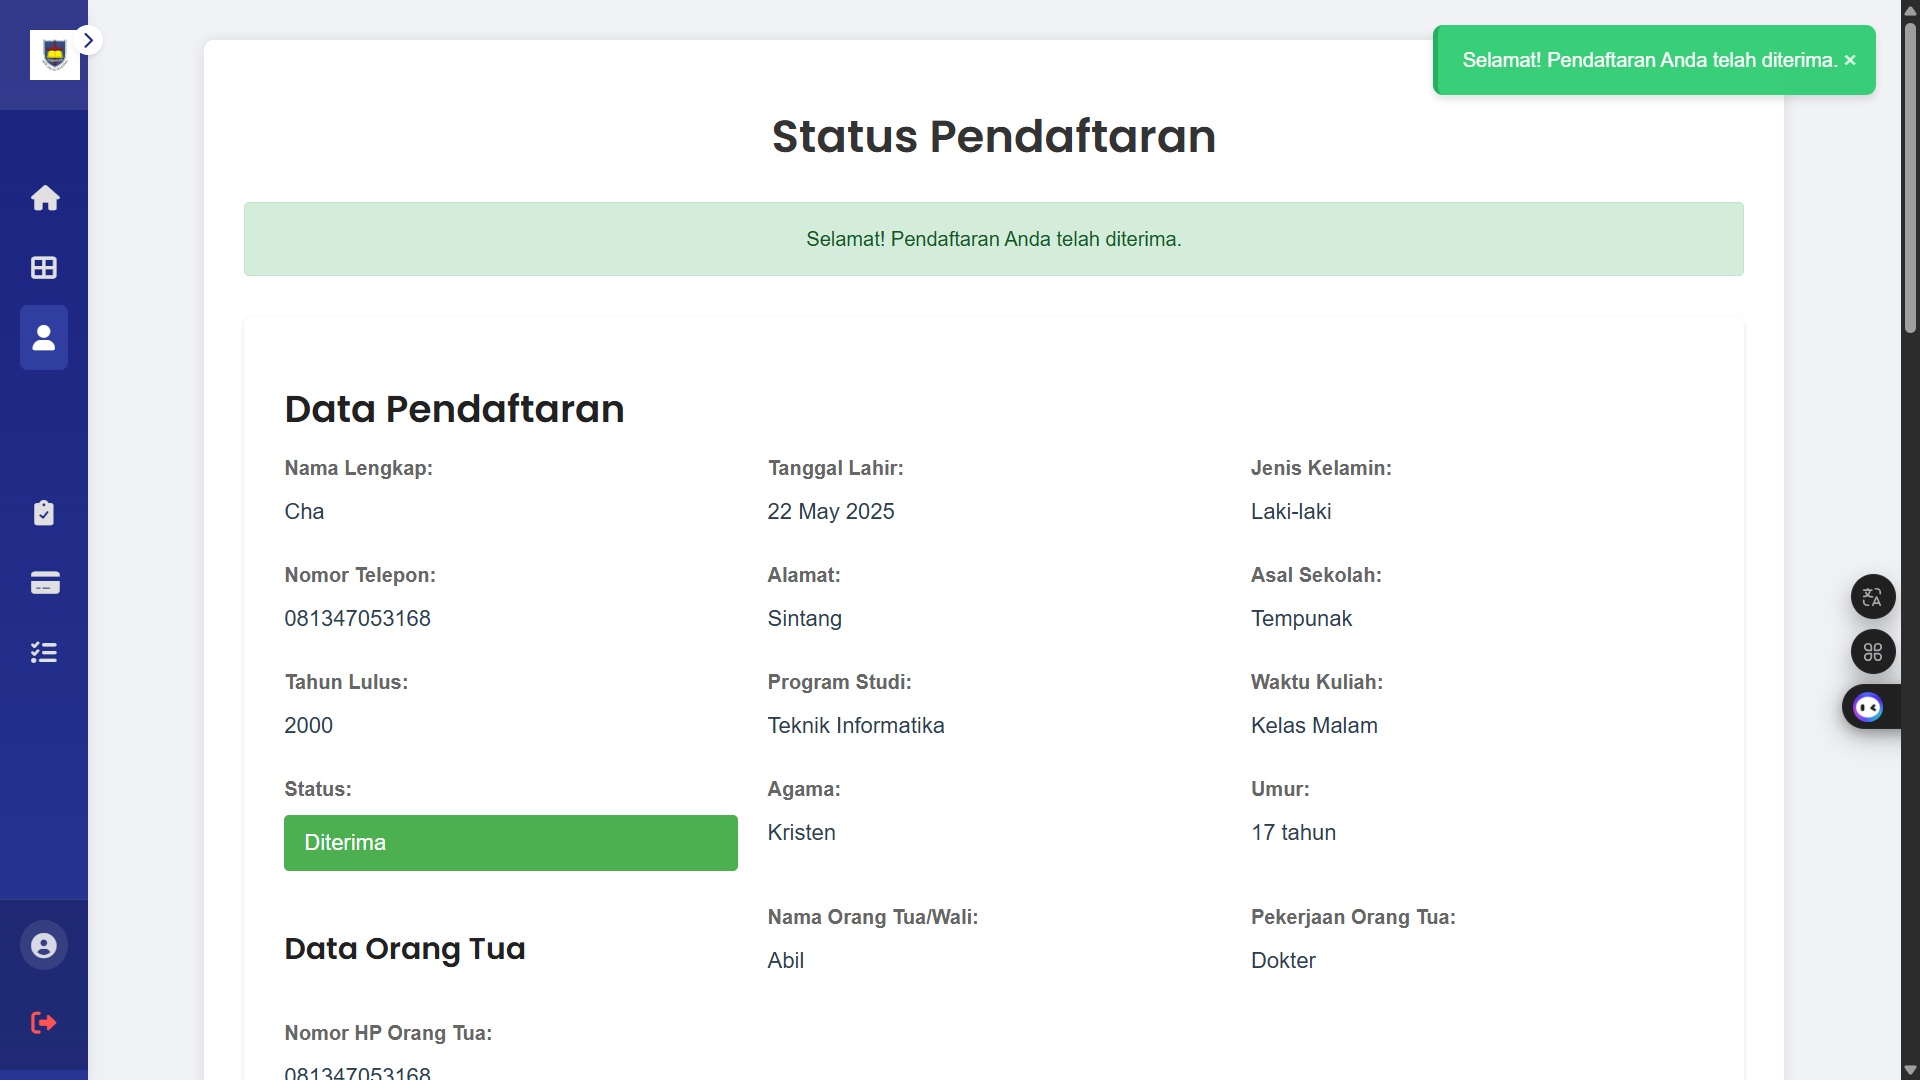 Selamat! Pendaftaran Anda telah diterima. ×
Status Pendaftaran
Selamat! Pendaftaran Anda telah diterima.
Data Pendaftaran
Nama Lengkap:
Cha
Tanggal Lahir:
22 May 2025
Jenis Kelamin:
Laki-laki
Nomor Telepon:
081347053168
Alamat:
Sintang
Asal Sekolah:
Tempunak
Tahun Lulus:
2000
Program Studi:
Teknik Informatika
Waktu Kuliah:
Kelas Malam
Status:
Diterima
Agama:
Kristen
Umur:
17 tahun
Data Orang Tua
Nama Orang Tua/Wali:
Abil
Pekerjaan Orang Tua:
Dokter
Nomor HP Orang Tua:
081347053168